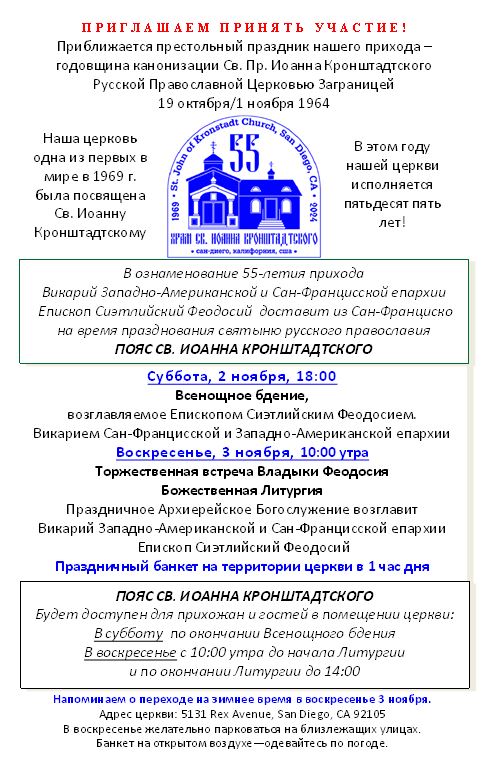 ПРИГЛАШАЕМ ПРИНЯТЬ УЧАСТИЕ!
Приближается престольный праздник нашего прихода –
годовщина канонизации Св. Пр. Иоанна Кронштадтского
Русской Православной Церковью Заграницей
19 октября/1 ноября 1964
Наша церковь
одна из первых в
мире в 1969 г.
была посвящена
Св. Иоанну
Кронштадтскому
1969 • St. John of Kronstadt Church, San Diego, CA • 2024
55
ХРАМ СВ. ИОАННА КРОНШТАДТСКОГО
• сан-диего, калифорния, сша •
В этом году
нашей церкви
исполняется
пятьдесят пять
лет!
В ознаменование 55-летия прихода
Викарий Западно-Американской и Сан-Францисской епархии
Епископ Сиэтлийский Феодосий доставит из Сан-Франциско
на время празднования святыню русского православия
ПОЯС СВ. ИОАННА КРОНШТАДТСКОГО
Суббота, 2 ноября, 18:00
Всенощное бдение,
возглавляемое Епископом Сиэтлийским Феодосием.
Викарием Сан-Францисской и Западно-Американской епархии
Воскресенье, 3 ноября, 10:00 утра
Торжественная встреча Владыки Феодосия
Божественная Литургия
Праздничное Архиерейское Богослужение возглавит
Викарий Западно-Американской и Сан-Францисской епархии
Епископ Сиэтлийский Феодосий
Праздничный банкет на территории церкви в 1 час дня
ПОЯС СВ. ИОАННА КРОНШТАДТСКОГО
Будет доступен для прихожан и гостей в помещении церкви:
В субботу по окончании Всенощного бдения
В воскресенье с 10:00 утра до начала Литургии
и по окончании Литургии до 14:00
Напоминаем о переходе на зимнее время в воскресенье 3 ноября.
Адрес церкви: 5131 Rex Avenue, San Diego, CA 92105
В воскресенье желательно парковаться на близлежащих улицах.
Банкет на открытом воздухе—одевайтесь по погоде.